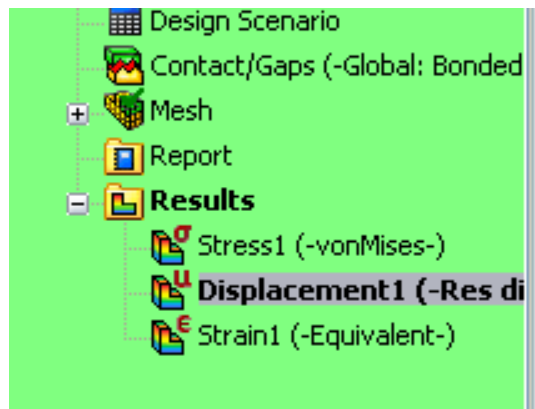 Design Scenario
Contact/Gaps (-Global: Bonded
Mesh
Report
Results
σ
Stress1 (-vonMises-)
u
Displacement1 (-Res di
ε
Strain1 (-Equivalent-)